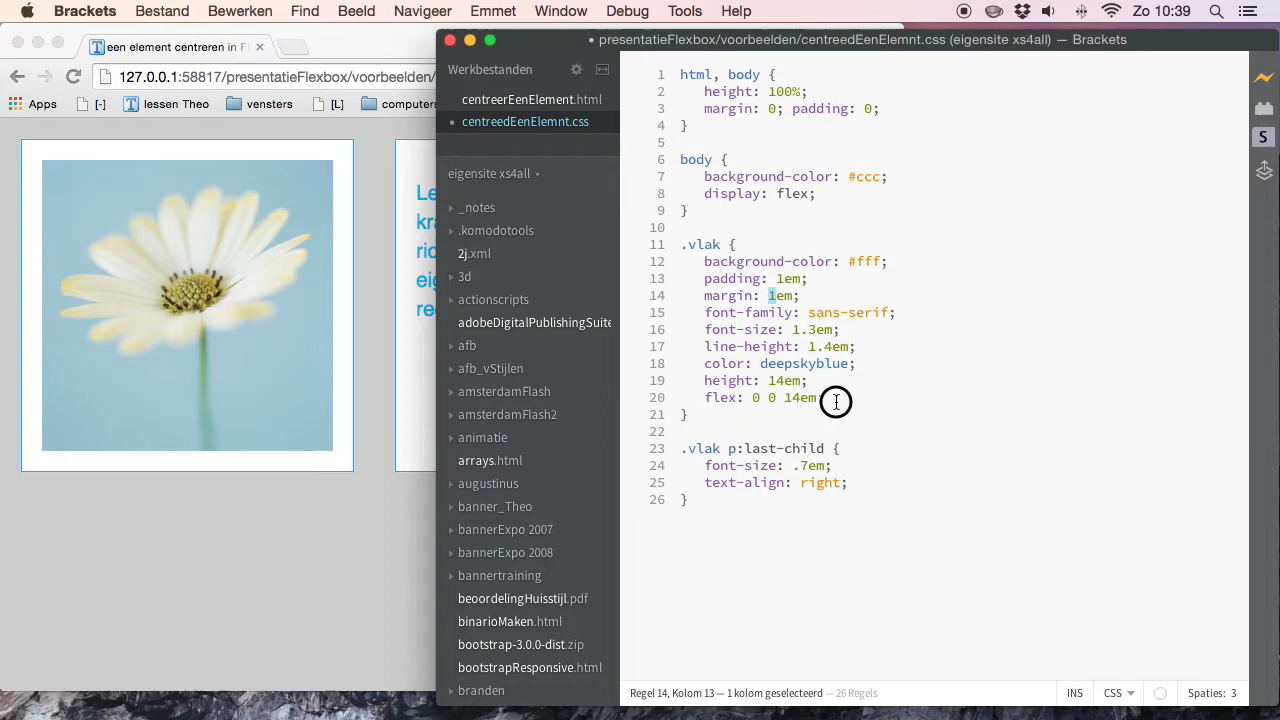 Brackets Bestand Bewerken Find Beeld Navigeer Emmet Window Debug Tools Help Zo 10:39
een element centreren in F ×
• presentatieFlexbox/voorbeelden/centreedEenElemnt.css (eigensite xs4all) — Brackets
127.0.0.1:58817/presentatieFlexbox/voorbeelden/
Apps [-] lessen Theo vensters [L] computers
Werkbestanden
centreerEenElement.html
• centreedEenElemnt.css
eigensite xs4all
_notes
.komodotools
2j.xml
3d
actionscripts
adobeDigitalPublishingSuite
afb
afb_vStijlen
amsterdamFlash
amsterdamFlash2
animatie
arrays.html
augustinus
banner_Theo
bannerExpo 2007
bannerExpo 2008
bannertraining
beoordelingHuisstijl.pdf
binarioMaken.html
bootstrap-3.0.0-dist.zip
bootstrapResponsive.html
branden
Le
kra
ric
eig
re
1 html, body {
2 height: 100%;
3 margin: 0; padding: 0;
4 }
5
6 body {
7 background-color: #ccc;
8 display: flex;
9 }
10
11 .vlak {
12 background-color: #fff;
13 padding: 1em;
14 margin: 1em;
15 font-family: sans-serif;
16 font-size: 1.3em;
17 line-height: 1.4em;
18 color: deepskyblue;
19 height: 14em;
20 flex: 0 0 14em;
21 }
22
23 .vlak p:last-child {
24 font-size: .7em;
25 text-align: right;
26 }
S
Regel 14, Kolom 13 — 1 kolom geselecteerd — 26 Regels INS CSS Spaties: 3